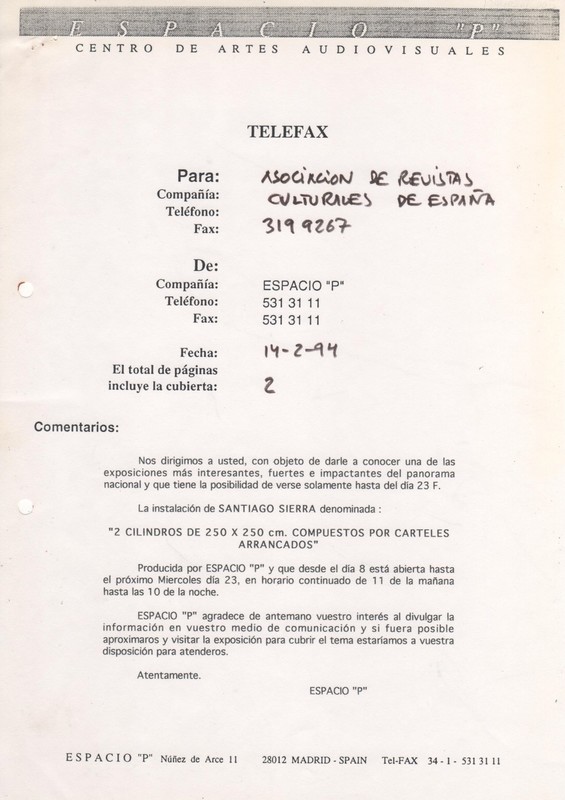 ESPACIO "P"
CENTRO DE ARTES AUDIOVISUALES
TELEFAX
Para: ASOCIACION DE REVISTAS
Compañía: CULTURALES DE ESPAÑA
Teléfono:
Fax: 319 9267
De:
Compañía: ESPACIO "P"
Teléfono: 531 31 11
Fax: 531 31 11
Fecha: 14-2-94
El total de páginas
incluye la cubierta: 2
Comentarios:
Nos dirigimos a usted, con objeto de darle a conocer una de las
exposiciones más interesantes, fuertes e impactantes del panorama
nacional y que tiene la posibilidad de verse solamente hasta del día 23 F.
La instalación de SANTIAGO SIERRA denominada :
"2 CILINDROS DE 250 X 250 cm. COMPUESTOS POR CARTELES
ARRANCADOS"
Producida por ESPACIO "P" y que desde el día 8 está abierta hasta
el próximo Miercoles día 23, en horario continuado de 11 de la mañana
hasta las 10 de la noche.
ESPACIO "P" agradece de antemano vuestro interés al divulgar la
información en vuestro medio de comunicación y si fuera posible
aproximaros y visitar la exposición para cubrir el tema estaríamos a vuestra
disposición para atenderos.
Atentamente.
ESPACIO "P"
ESPACIO "P" Núñez de Arce 11 28012 MADRID - SPAIN Tel-FAX 34 - 1 - 531 31 11